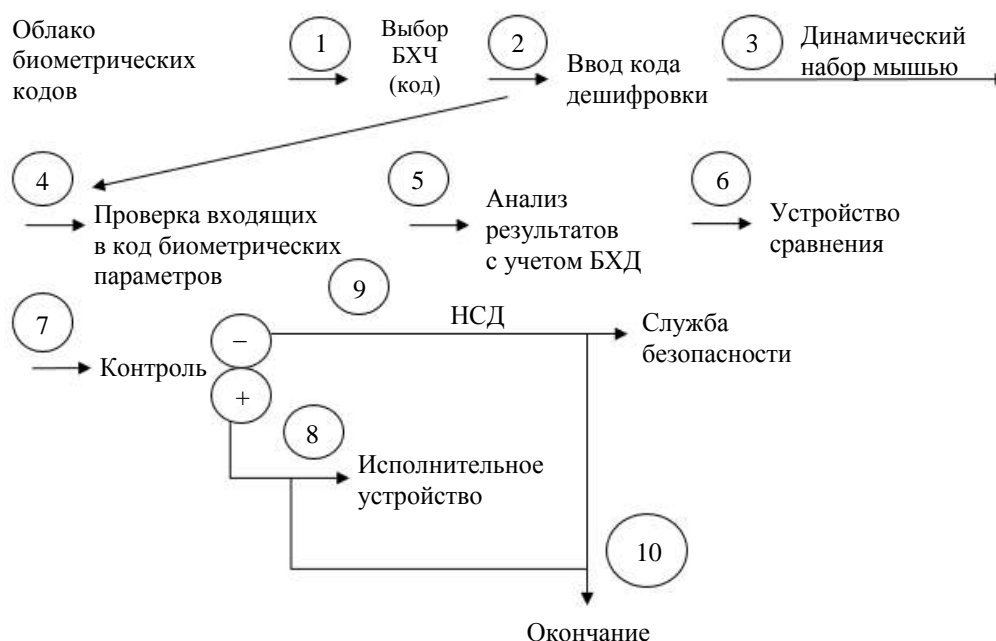 Облако
биометрических
кодов
1
Выбор
БХЧ
(код)
2
Ввод кода
дешифровки
3
Динамический
набор мышью
4
Проверка входящих
в код биометрических
параметров
5
Анализ
результатов
с учетом БХД
6
Устройство
сравнения
7
Контроль
−
+
9
НСД
Служба
безопасности
8
Исполнительное
устройство
10
Окончание